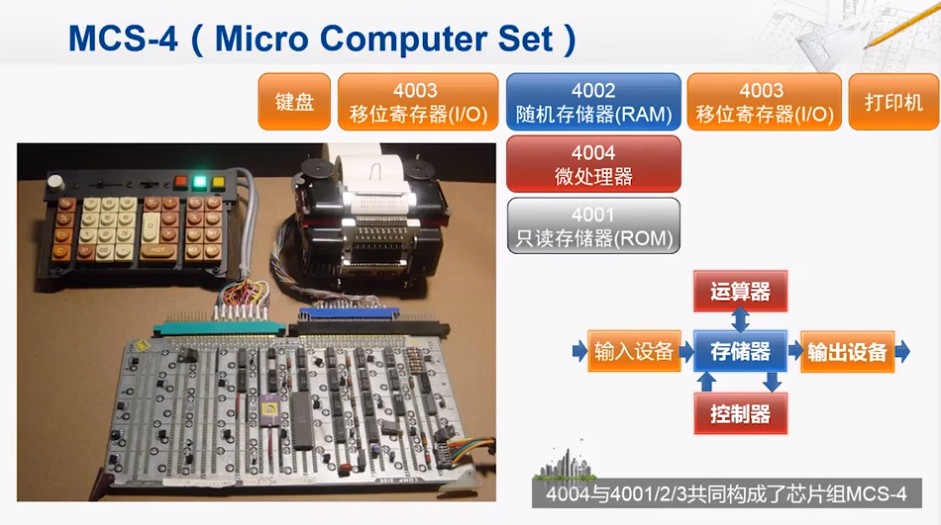 MCS-4（Micro Computer Set）
键盘
4003
移位寄存器(I/O)
4002
随机存储器(RAM)
4003
移位寄存器(I/O)
打印机
4004
微处理器
4001
只读存储器(ROM)
运算器
输入设备
存储器
输出设备
控制器
4004与4001/2/3共同构成了芯片组MCS-4